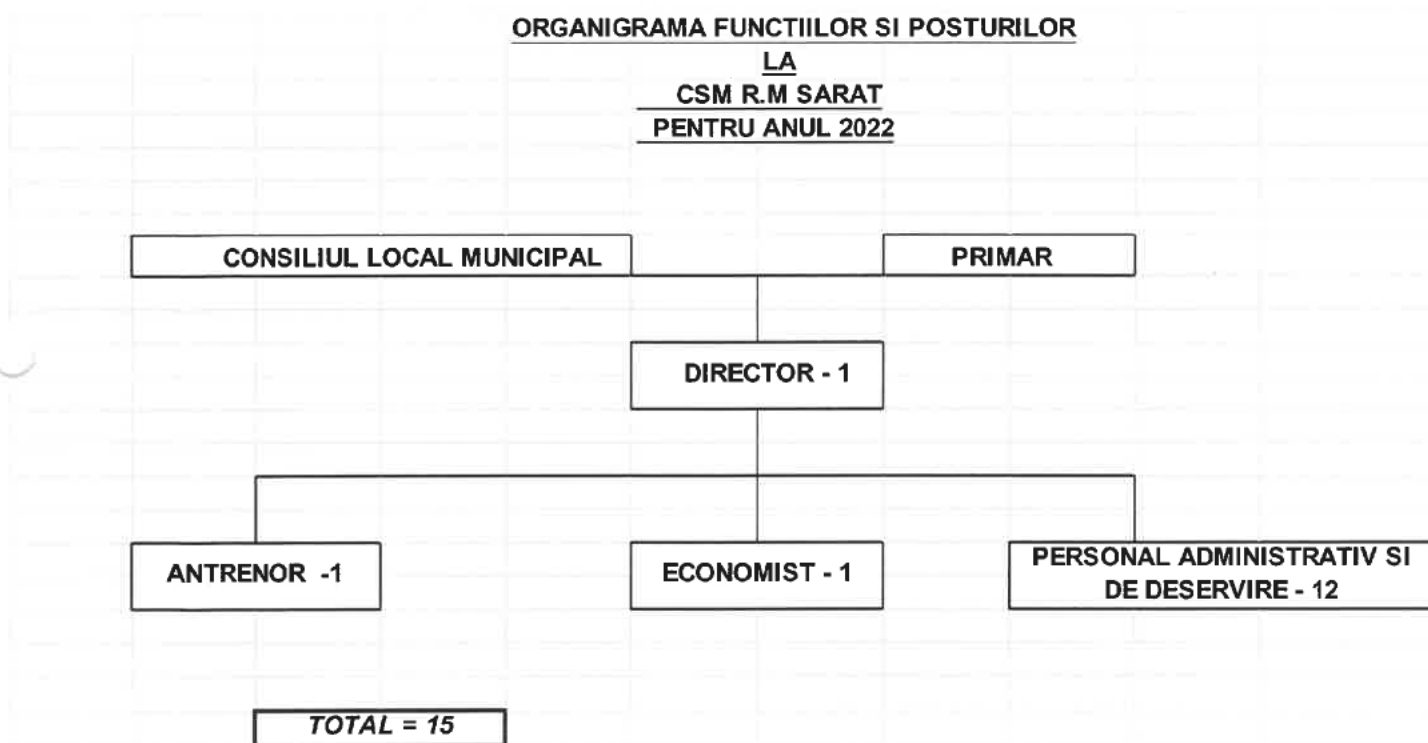 ORGANIGRAMA FUNCTIILOR SI POSTURILOR
LA
CSM R.M SARAT
PENTRU ANUL 2022
CONSILIUL LOCAL MUNICIPAL
PRIMAR
DIRECTOR - 1
ANTRENOR -1
ECONOMIST - 1
PERSONAL ADMINISTRATIV SI
DE DESERVIRE - 12
TOTAL = 15